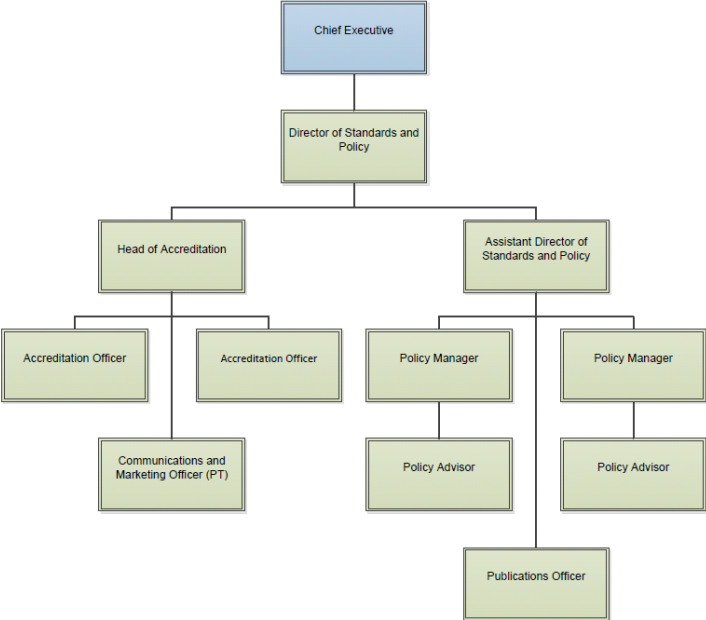 Chief Executive
Director of Standards and
Policy
Head of Accreditation
Assistant Director of
Standards and Policy
Accreditation Officer
Accreditation Officer
Policy Manager
Policy Manager
Communications and
Marketing Officer (PT)
Policy Advisor
Policy Advisor
Publications Officer